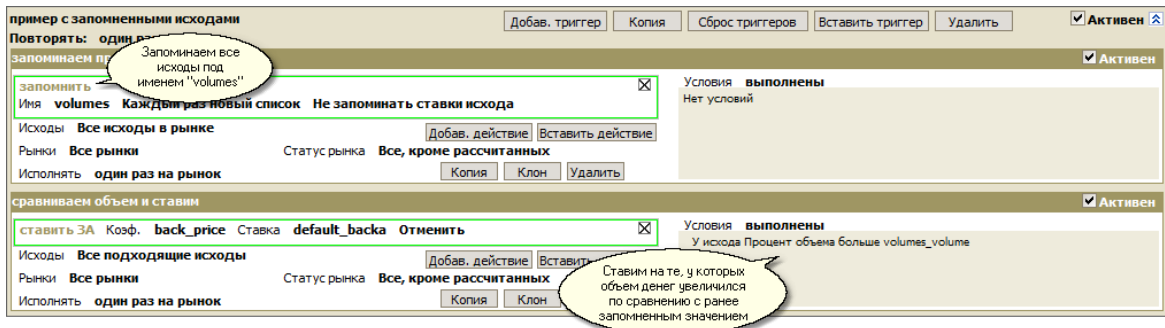 пример с запомненными исходами
Добав. триггер Копия Сброс триггеров Вставить триггер Удалить Активен
Повторять: один раз
запоминаем Активен
Запоминаем все
исходы под
именем "volumes"
запомнить
Имя volumes Каждый раз новый список Не запоминать ставки исхода
Исходы Все исходы в рынке
Добав. действие Вставить действие
Рынки Все рынки Статус рынка Все, кроме рассчитанных
Исполнять один раз на рынок Копия Клон Удалить
Условия выполнены
Нет условий
сравниваем объем и ставим Активен
ставить ЗА Коэф. back_price Ставка default_backa Отменить
Исходы Все подходящие исходы
Добав. действие Вставить
Рынки Все рынки Статус рынка Все, кроме рассчитанных
Исполнять один раз на рынок Копия Клон
Условия выполнены
У исхода Процент объема больше volumes_volume
Ставим на те, у которых
объем денег увеличился
по сравнению с ранее
запомненным значением